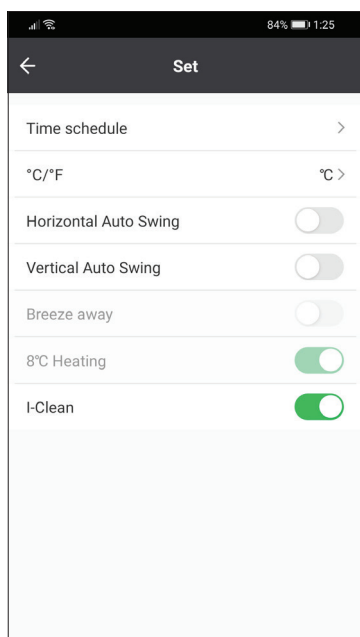 84% 1:25
Set
Time schedule
°C/°F ℃
Horizontal Auto Swing
Vertical Auto Swing
Breeze away
8℃ Heating
I-Clean